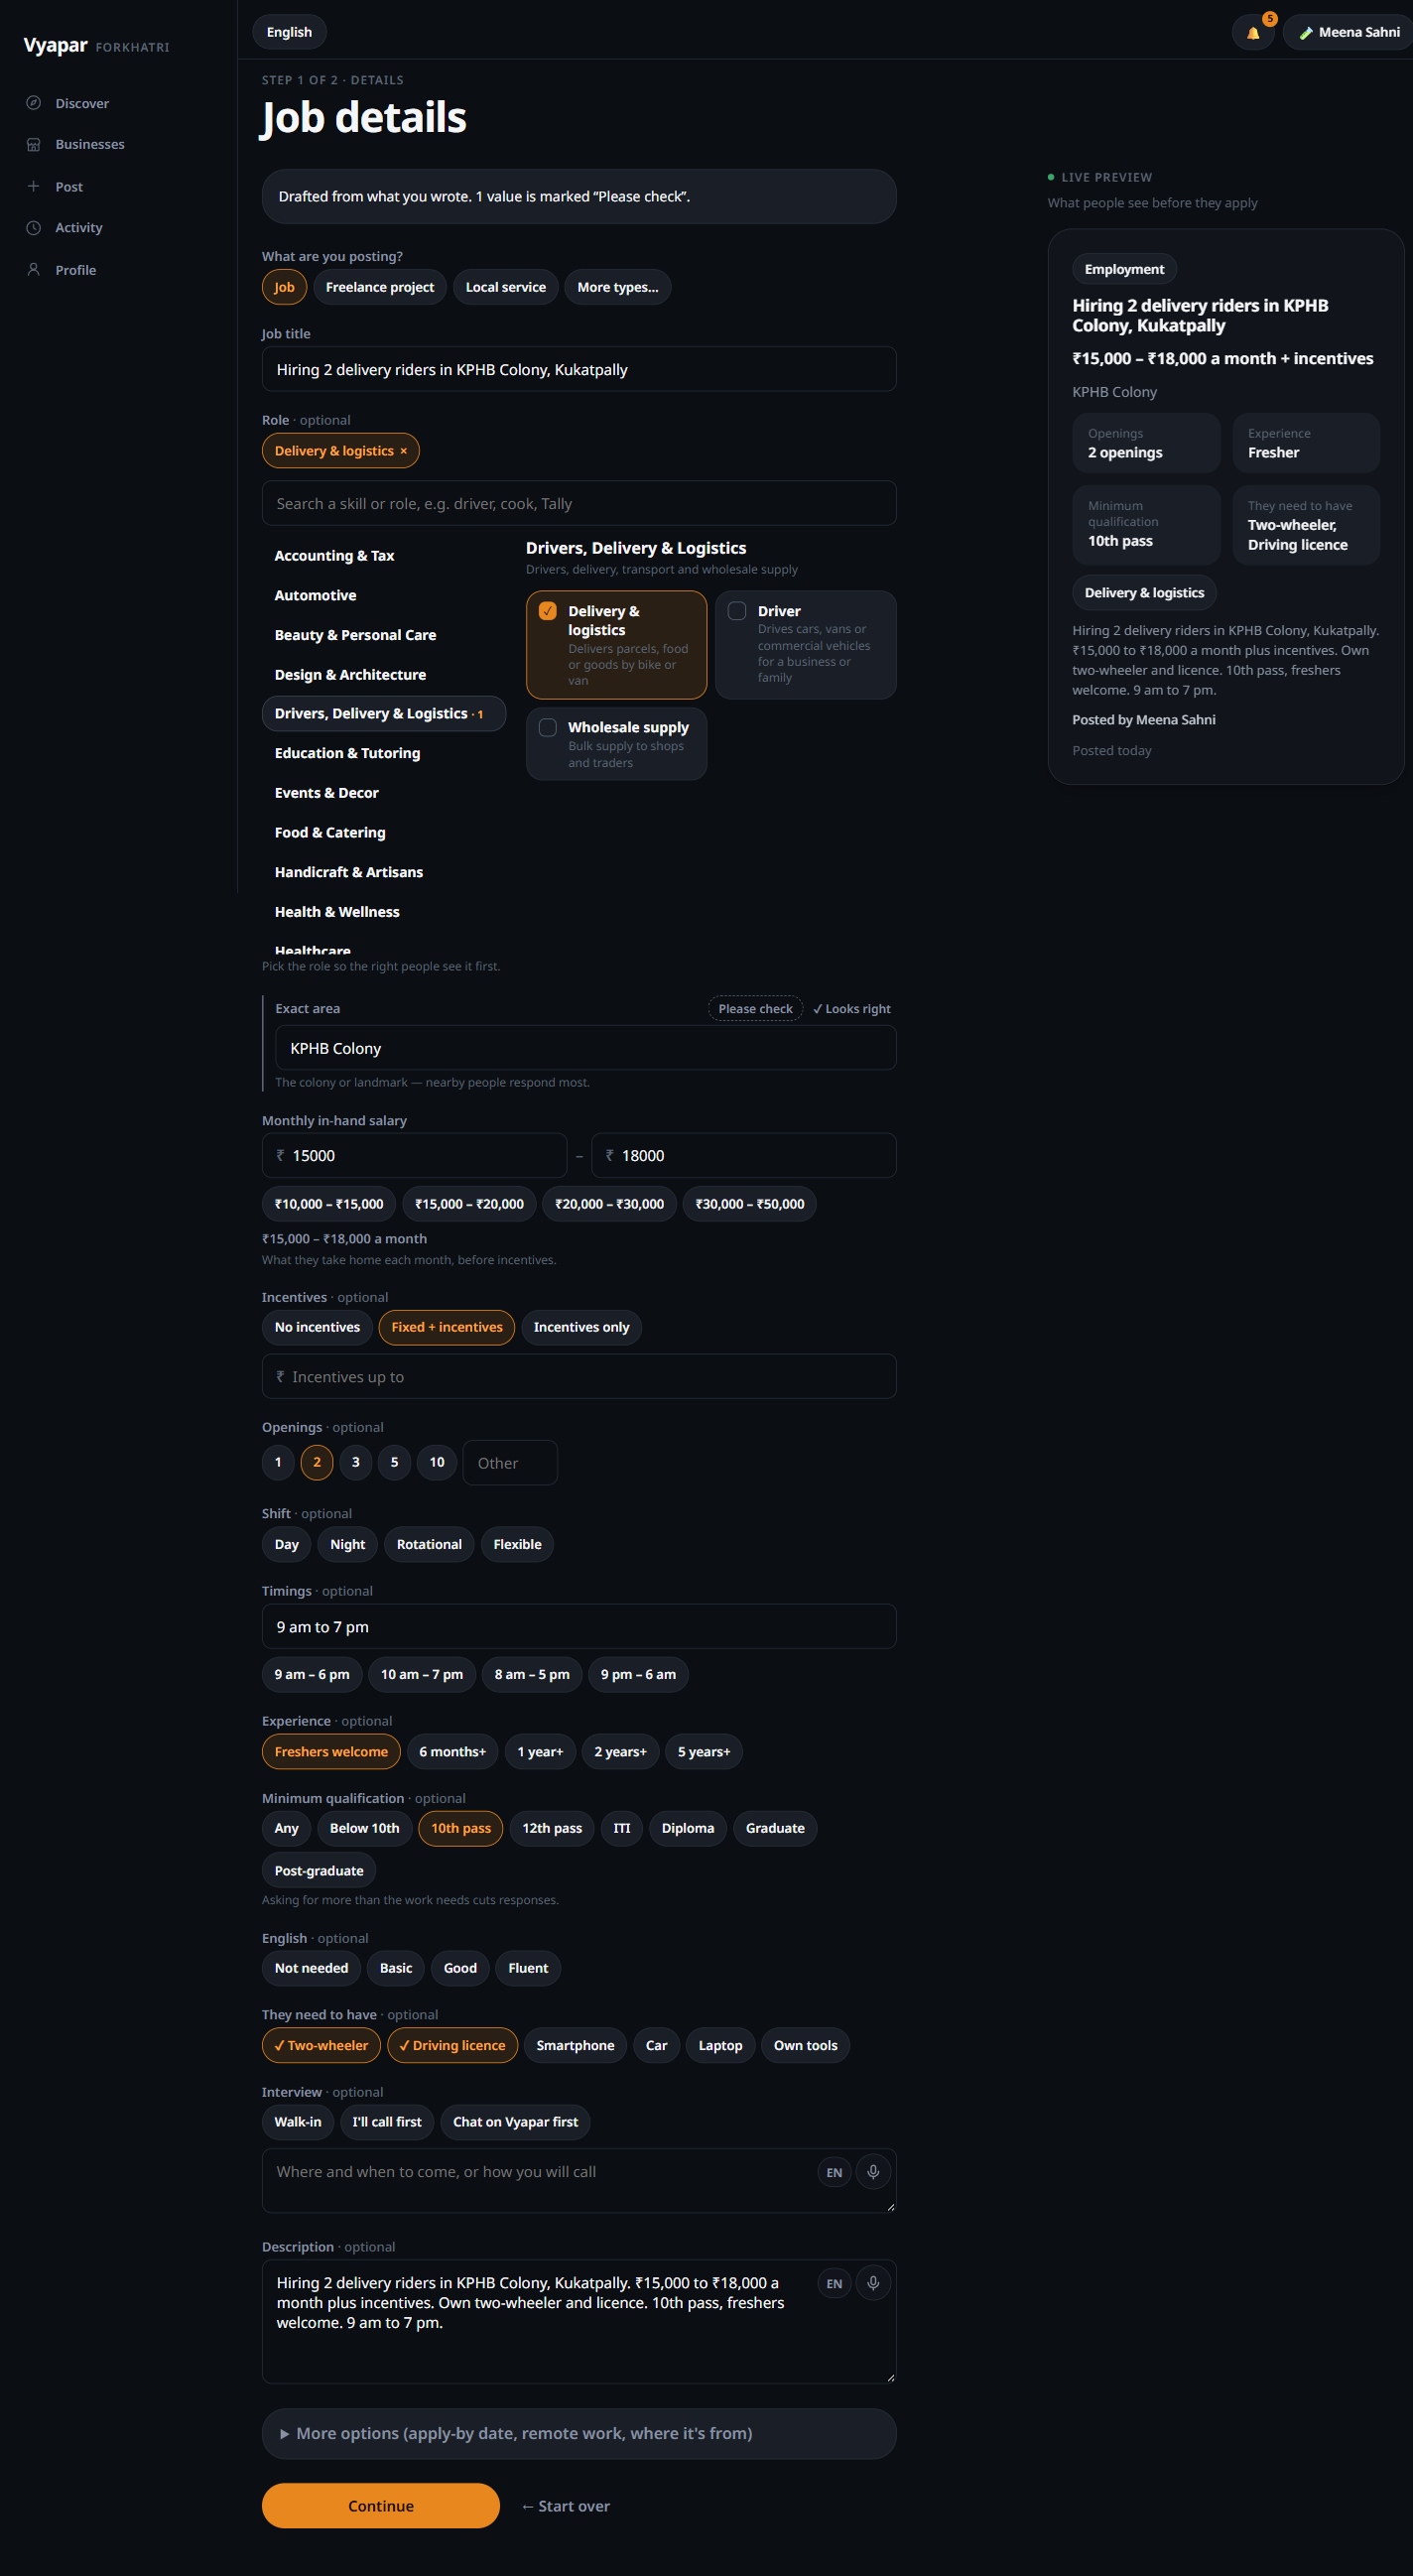 Vyapar FORKHATRI
Discover
Businesses
Post
Activity
Profile
English
5
Meena Sahni
STEP 1 OF 2 · DETAILS
Job details
Drafted from what you wrote. 1 value is marked “Please check”.
What are you posting?
Job
Freelance project
Local service
More types…
Job title
Hiring 2 delivery riders in KPHB Colony, Kukatpally
Role · optional
Delivery & logistics ×
Search a skill or role, e.g. driver, cook, Tally
Accounting & Tax
Automotive
Beauty & Personal Care
Design & Architecture
Drivers, Delivery & Logistics · 1
Education & Tutoring
Events & Decor
Food & Catering
Handicraft & Artisans
Health & Wellness
Healthcare
Drivers, Delivery & Logistics
Drivers, delivery, transport and wholesale supply
✓
Delivery &
logistics
Delivers parcels, food
or goods by bike or
van
Driver
Drives cars, vans or
commercial vehicles
for a business or
family
Wholesale supply
Bulk supply to shops
and traders
Pick the role so the right people see it first.
Exact area
Please check
✓ Looks right
KPHB Colony
The colony or landmark — nearby people respond most.
Monthly in-hand salary
₹ 15000 – ₹ 18000
₹10,000 – ₹15,000
₹15,000 – ₹20,000
₹20,000 – ₹30,000
₹30,000 – ₹50,000
₹15,000 – ₹18,000 a month
What they take home each month, before incentives.
Incentives · optional
No incentives
Fixed + incentives
Incentives only
₹ Incentives up to
Openings · optional
1
2
3
5
10
Other
Shift · optional
Day
Night
Rotational
Flexible
Timings · optional
9 am to 7 pm
9 am – 6 pm
10 am – 7 pm
8 am – 5 pm
9 pm – 6 am
Experience · optional
Freshers welcome
6 months+
1 year+
2 years+
5 years+
Minimum qualification · optional
Any
Below 10th
10th pass
12th pass
ITI
Diploma
Graduate
Post-graduate
Asking for more than the work needs cuts responses.
English · optional
Not needed
Basic
Good
Fluent
They need to have · optional
✓ Two-wheeler
✓ Driving licence
Smartphone
Car
Laptop
Own tools
Interview · optional
Walk-in
I'll call first
Chat on Vyapar first
Where and when to come, or how you will call
EN
Description · optional
Hiring 2 delivery riders in KPHB Colony, Kukatpally. ₹15,000 to ₹18,000 a
month plus incentives. Own two-wheeler and licence. 10th pass, freshers
welcome. 9 am to 7 pm.
EN
▶ More options (apply-by date, remote work, where it's from)
Continue
← Start over
LIVE PREVIEW
What people see before they apply
Employment
Hiring 2 delivery riders in KPHB
Colony, Kukatpally
₹15,000 – ₹18,000 a month + incentives
KPHB Colony
Openings
2 openings
Experience
Fresher
Minimum
qualification
10th pass
They need to have
Two-wheeler,
Driving licence
Delivery & logistics
Hiring 2 delivery riders in KPHB Colony, Kukatpally.
₹15,000 to ₹18,000 a month plus incentives. Own
two-wheeler and licence. 10th pass, freshers
welcome. 9 am to 7 pm.
Posted by Meena Sahni
Posted today